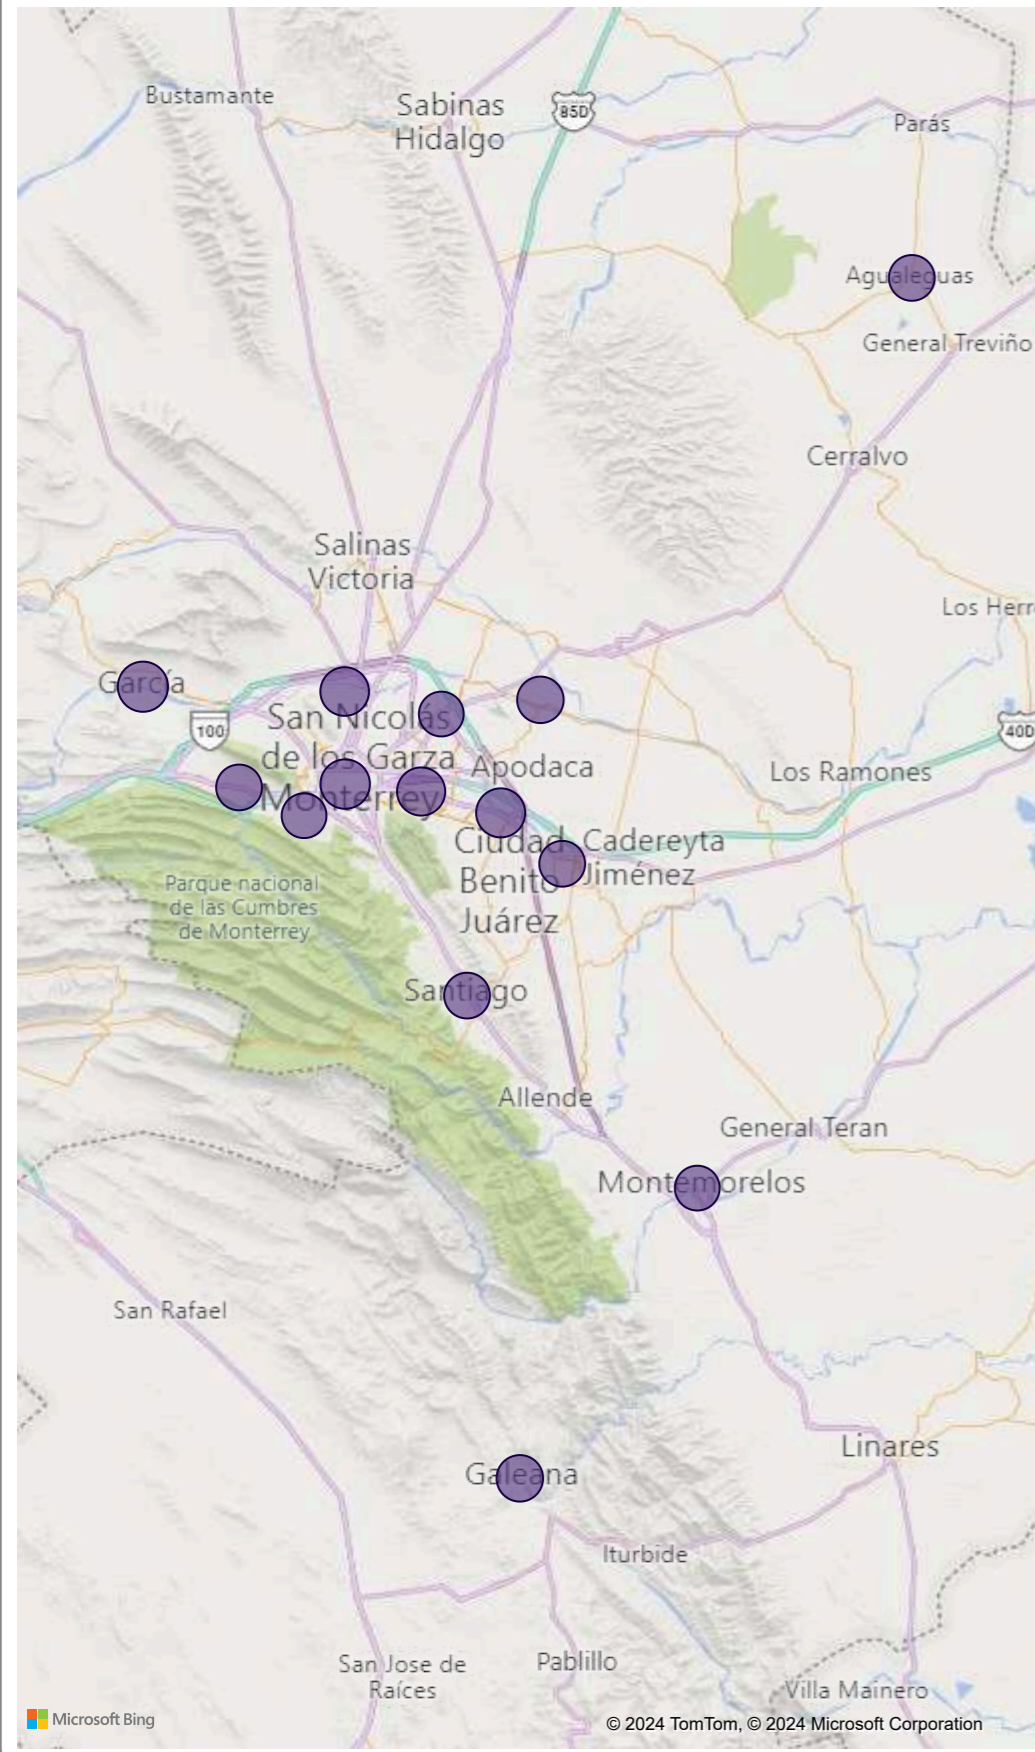 Bustamante
Sabinas
Hidalgo
85D
Parás
Agualeguas
General Treviño
Cerralvo
Salinas
Victoria
Los Herr
García
100
San Nicolás
de los Garza
Monterrey
Apodaca
40D
Los Ramones
Ciudad
Benito
Juárez
Cadereyta
Jiménez
Parque nacional
de las Cumbres
de Monterrey
Santiago
Allende
General Teran
Montemorelos
San Rafael
Linares
Galeana
Iturbide
San Jose de
Raíces
Pablillo
Villa Mainero
Microsoft Bing
© 2024 TomTom, © 2024 Microsoft Corporation